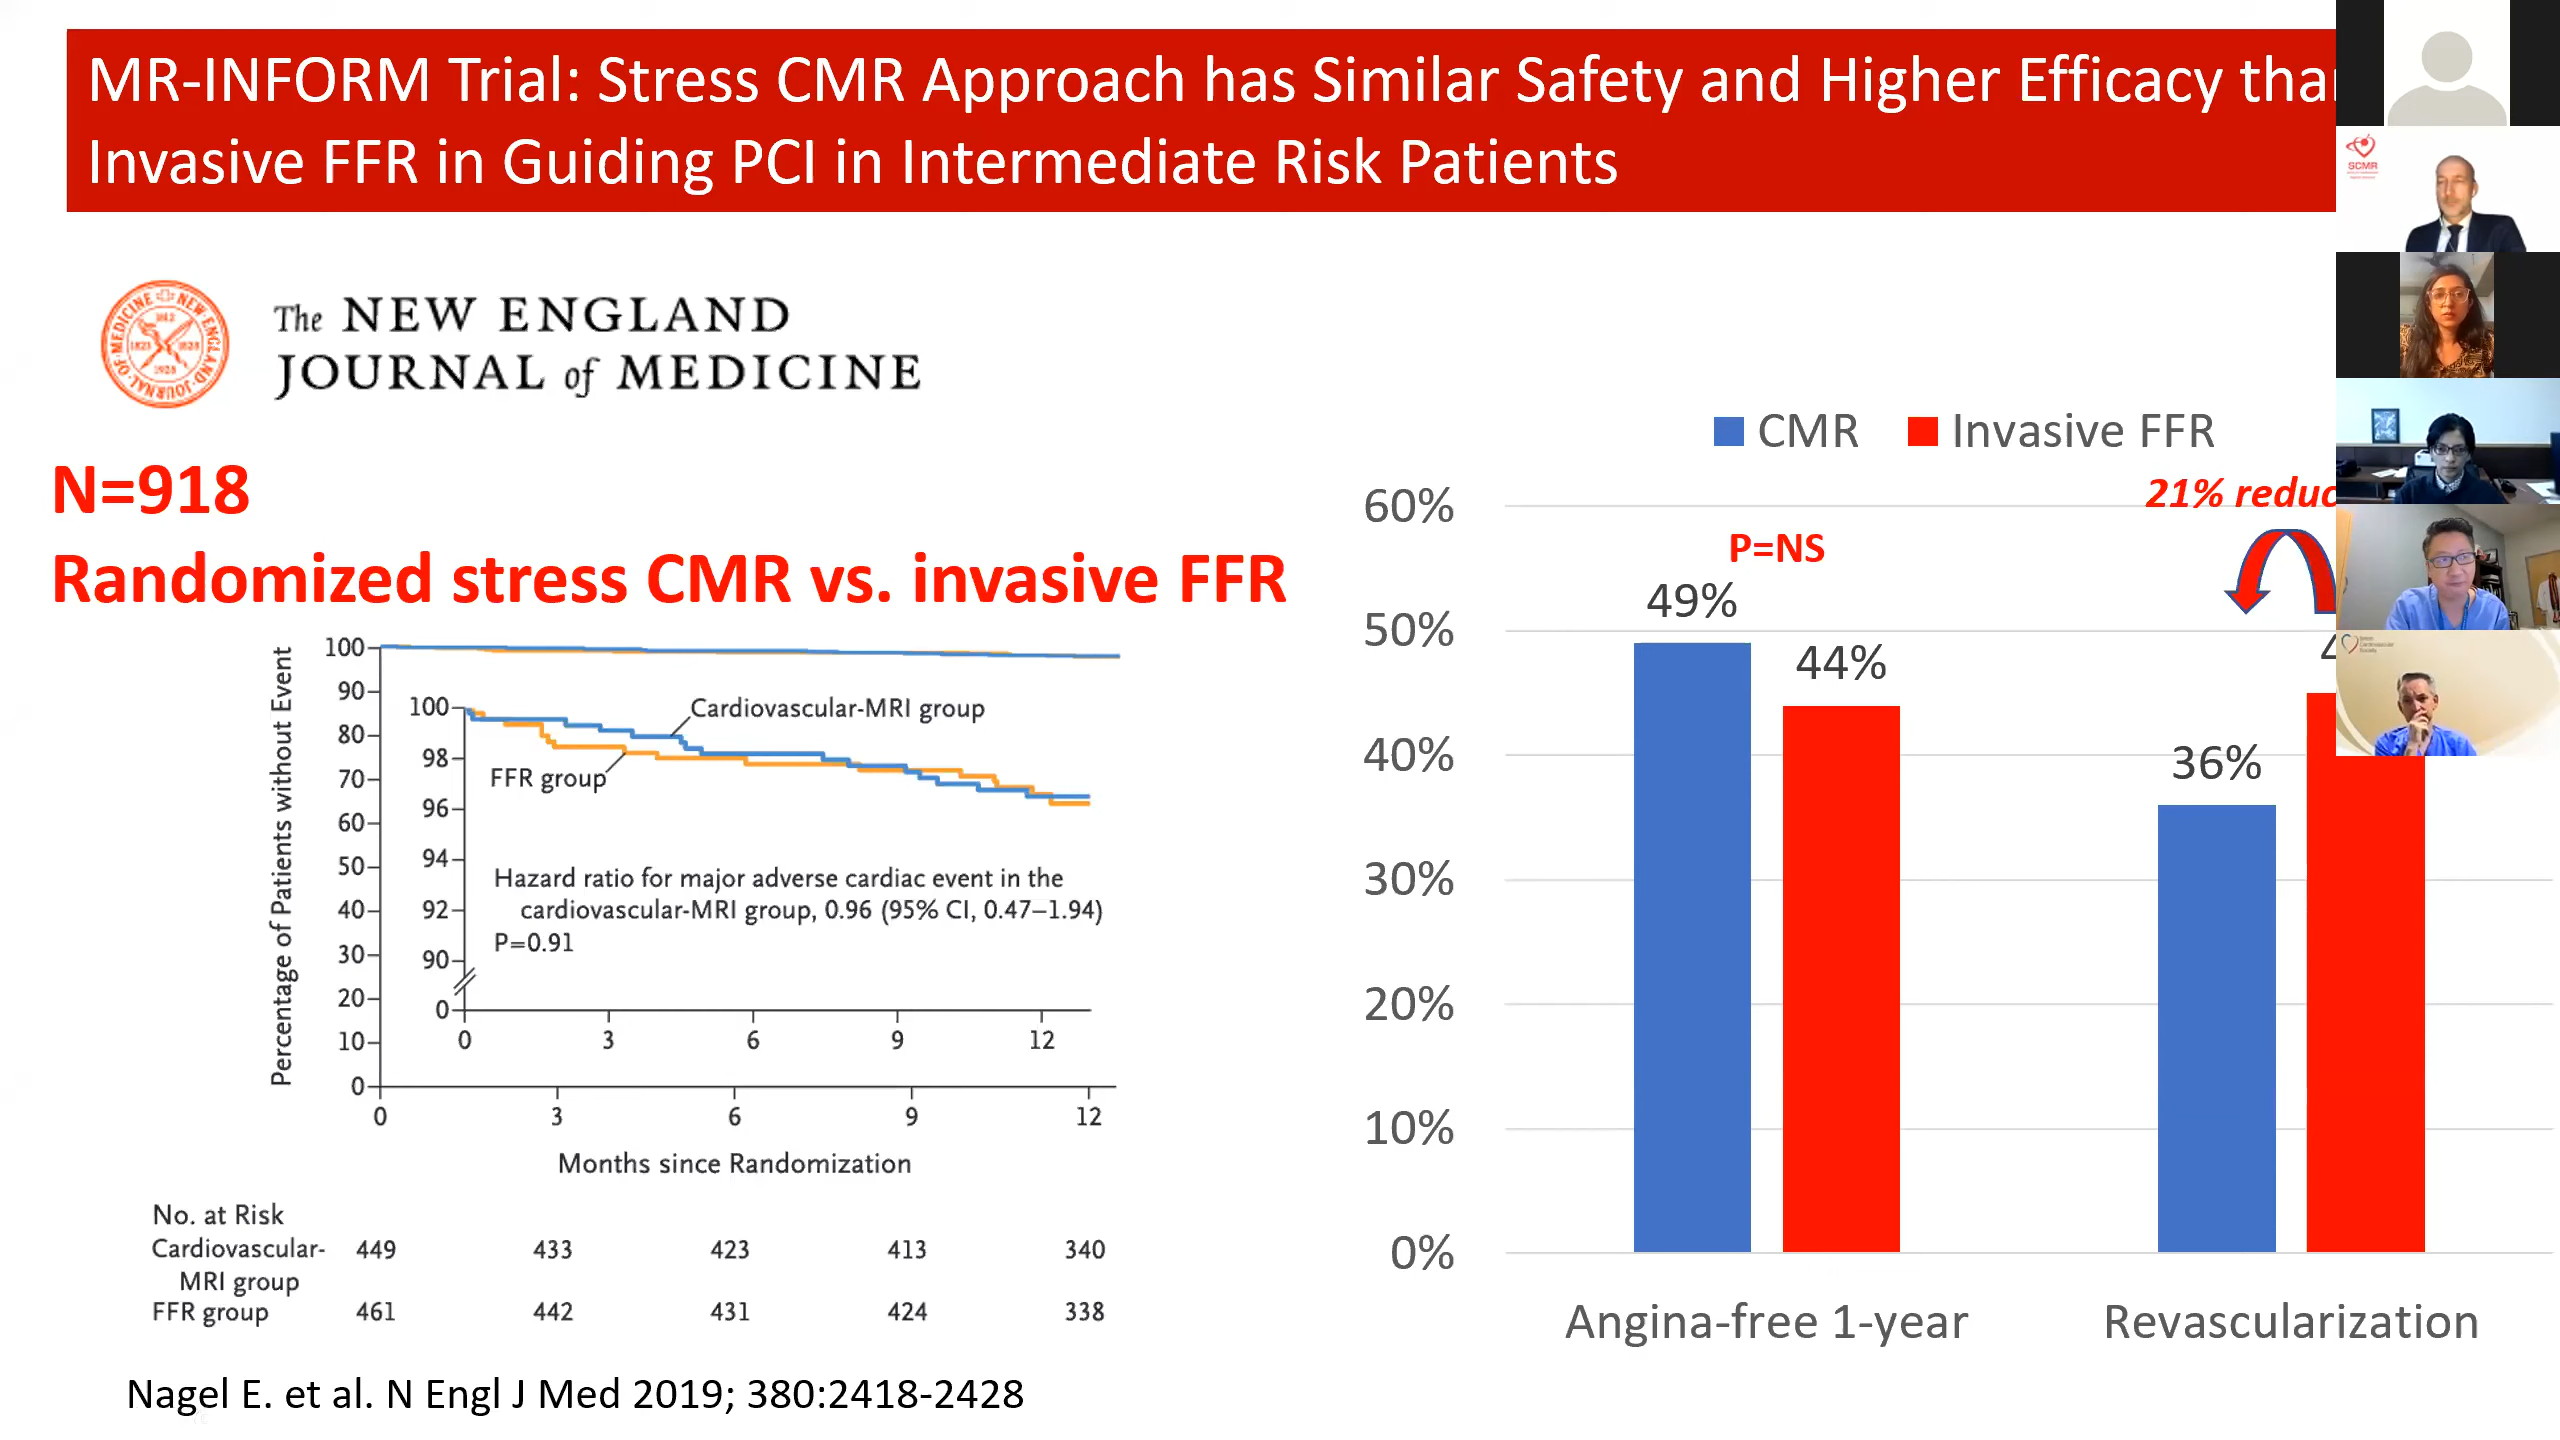 MR-INFORM Trial: Stress CMR Approach has Similar Safety and Higher Efficacy
Invasive FFR in Guiding PCI in Intermediate Risk Patients
SCMR
The NEW ENGLAND
JOURNAL of MEDICINE
N=918
Randomized stress CMR vs. invasive FFR
Percentage of Patients without Event
100
90
80
70
60
50
40
30
20
10
0
100
98
96
94
92
90
0
Cardiovascular-MRI group
FFR group
Hazard ratio for major adverse cardiac event in the
cardiovascular-MRI group, 0.96 (95% CI, 0.47–1.94)
P=0.91
0 3 6 9 12
0 3 6 9 12
Months since Randomization
No. at Risk
Cardiovascular- 449 433 423 413 340
MRI group
FFR group 461 442 431 424 338
Nagel E. et al. N Engl J Med 2019; 380:2418-2428
CMR Invasive FFR
21%
P=NS
60%
50%
40%
30%
20%
10%
0%
49%
44%
36%
Angina-free 1-year Revascularization